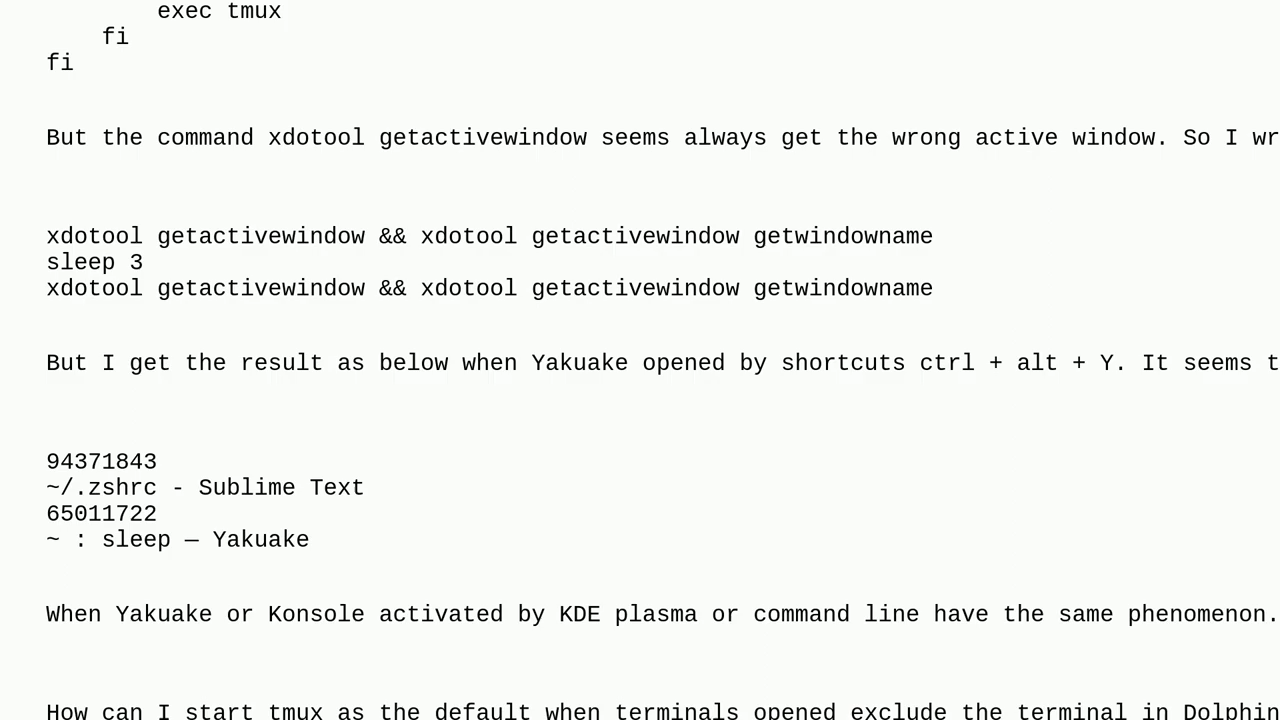 exec tmux
fi
fi
But the command xdotool getactivewindow seems always get the wrong active window. So I wr
xdotool getactivewindow && xdotool getactivewindow getwindowname
sleep 3
xdotool getactivewindow && xdotool getactivewindow getwindowname
But I get the result as below when Yakuake opened by shortcuts ctrl + alt + Y. It seems t
94371843
~/.zshrc - Sublime Text
65011722
~ : sleep — Yakuake
When Yakuake or Konsole activated by KDE plasma or command line have the same phenomenon.
How can I start tmux as the default when terminals opened exclude the terminal in Dolphin